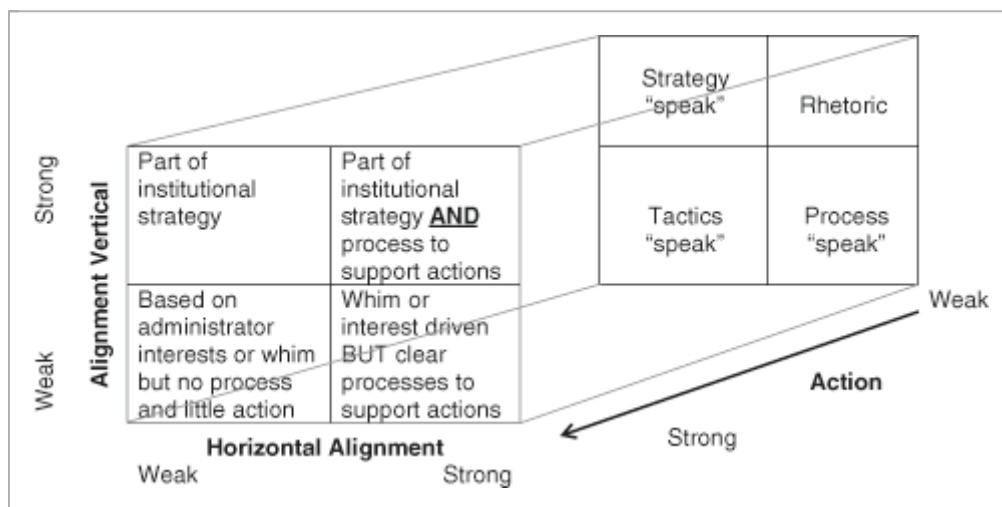 Strategy
“speak”
Rhetoric
Tactics
“speak”
Process
“speak”
Strong
Weak
Alignment Vertical
Part of
institutional
strategy
Part of
institutional
strategy AND
process to
support actions
Based on
administrator
interests or whim
but no process
and little action
Whim or
interest driven
BUT clear
processes to
support actions
Weak
Action
Strong
Horizontal Alignment
Weak
Strong